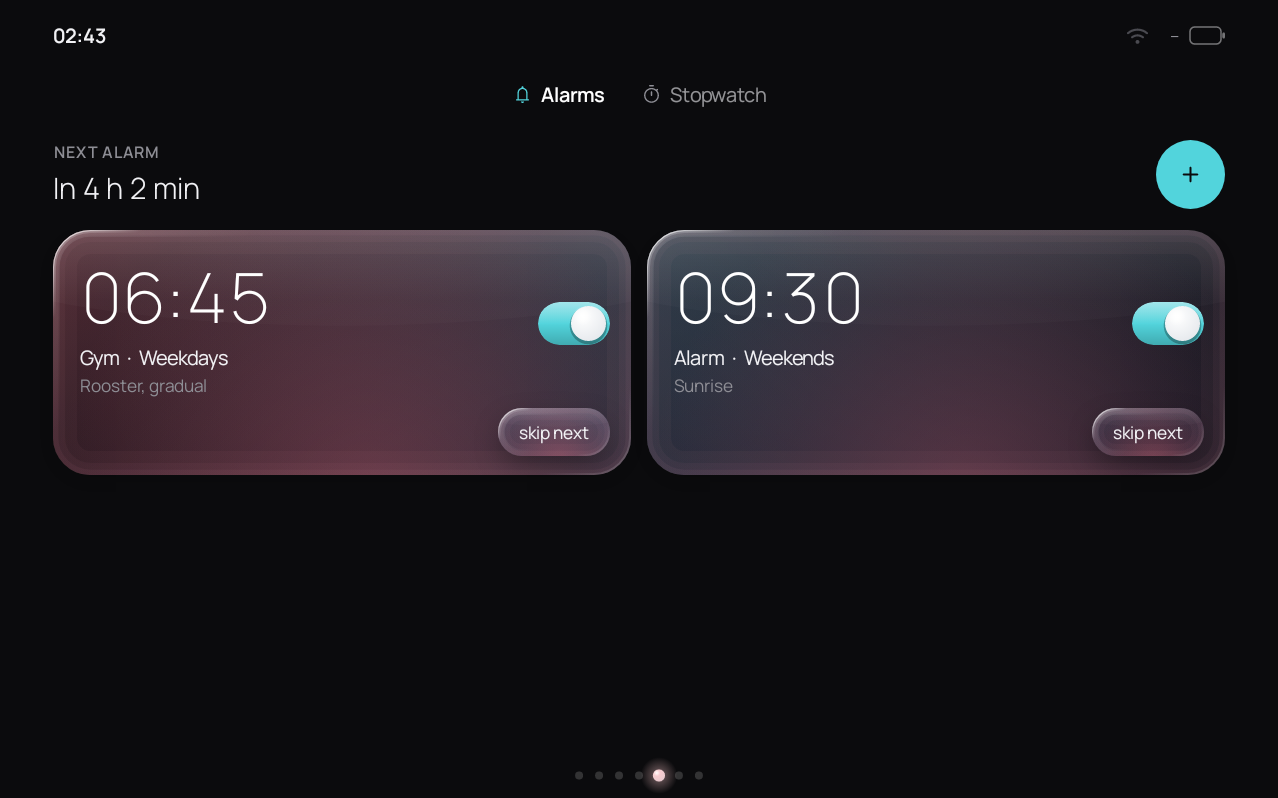 02:43
–
Alarms
Stopwatch
NEXT ALARM
In 4 h 2 min
+
06:45
Gym · Weekdays
Rooster, gradual
skip next
09:30
Alarm · Weekends
Sunrise
skip next